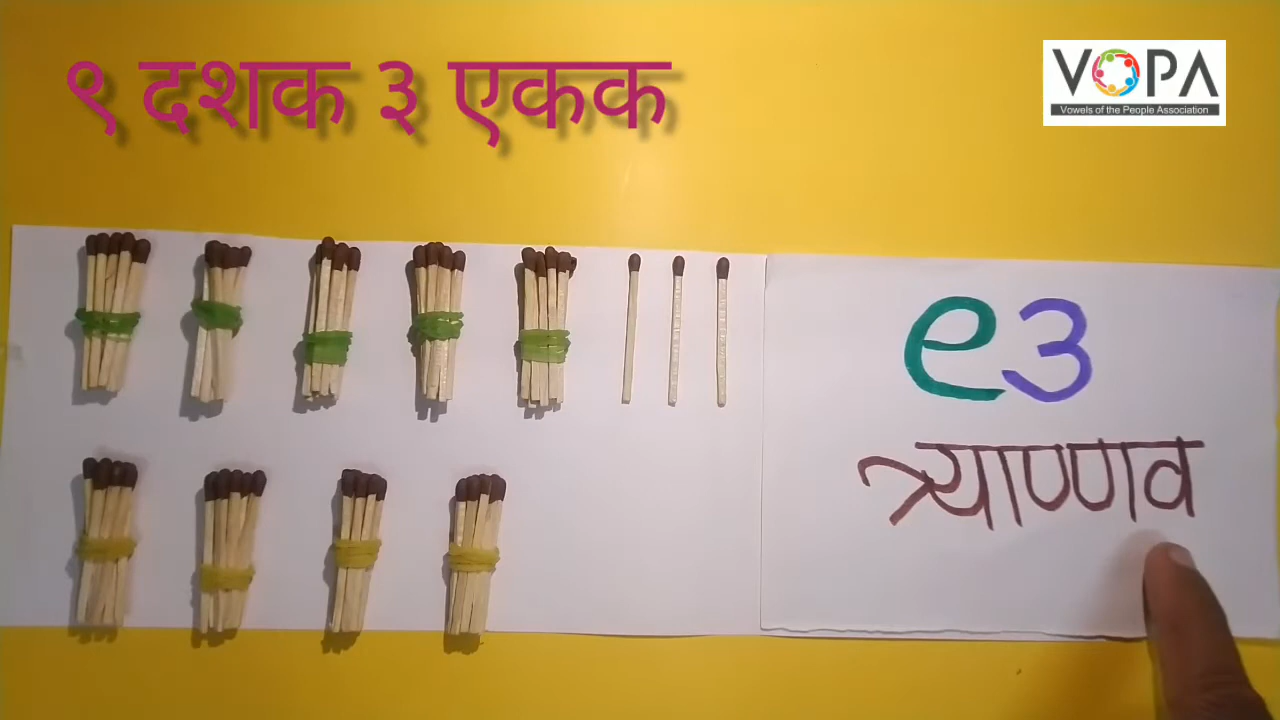 ९ दशक ३ एकक
VOPA
Vowels of the People Association
९३
त्र्याण्णव